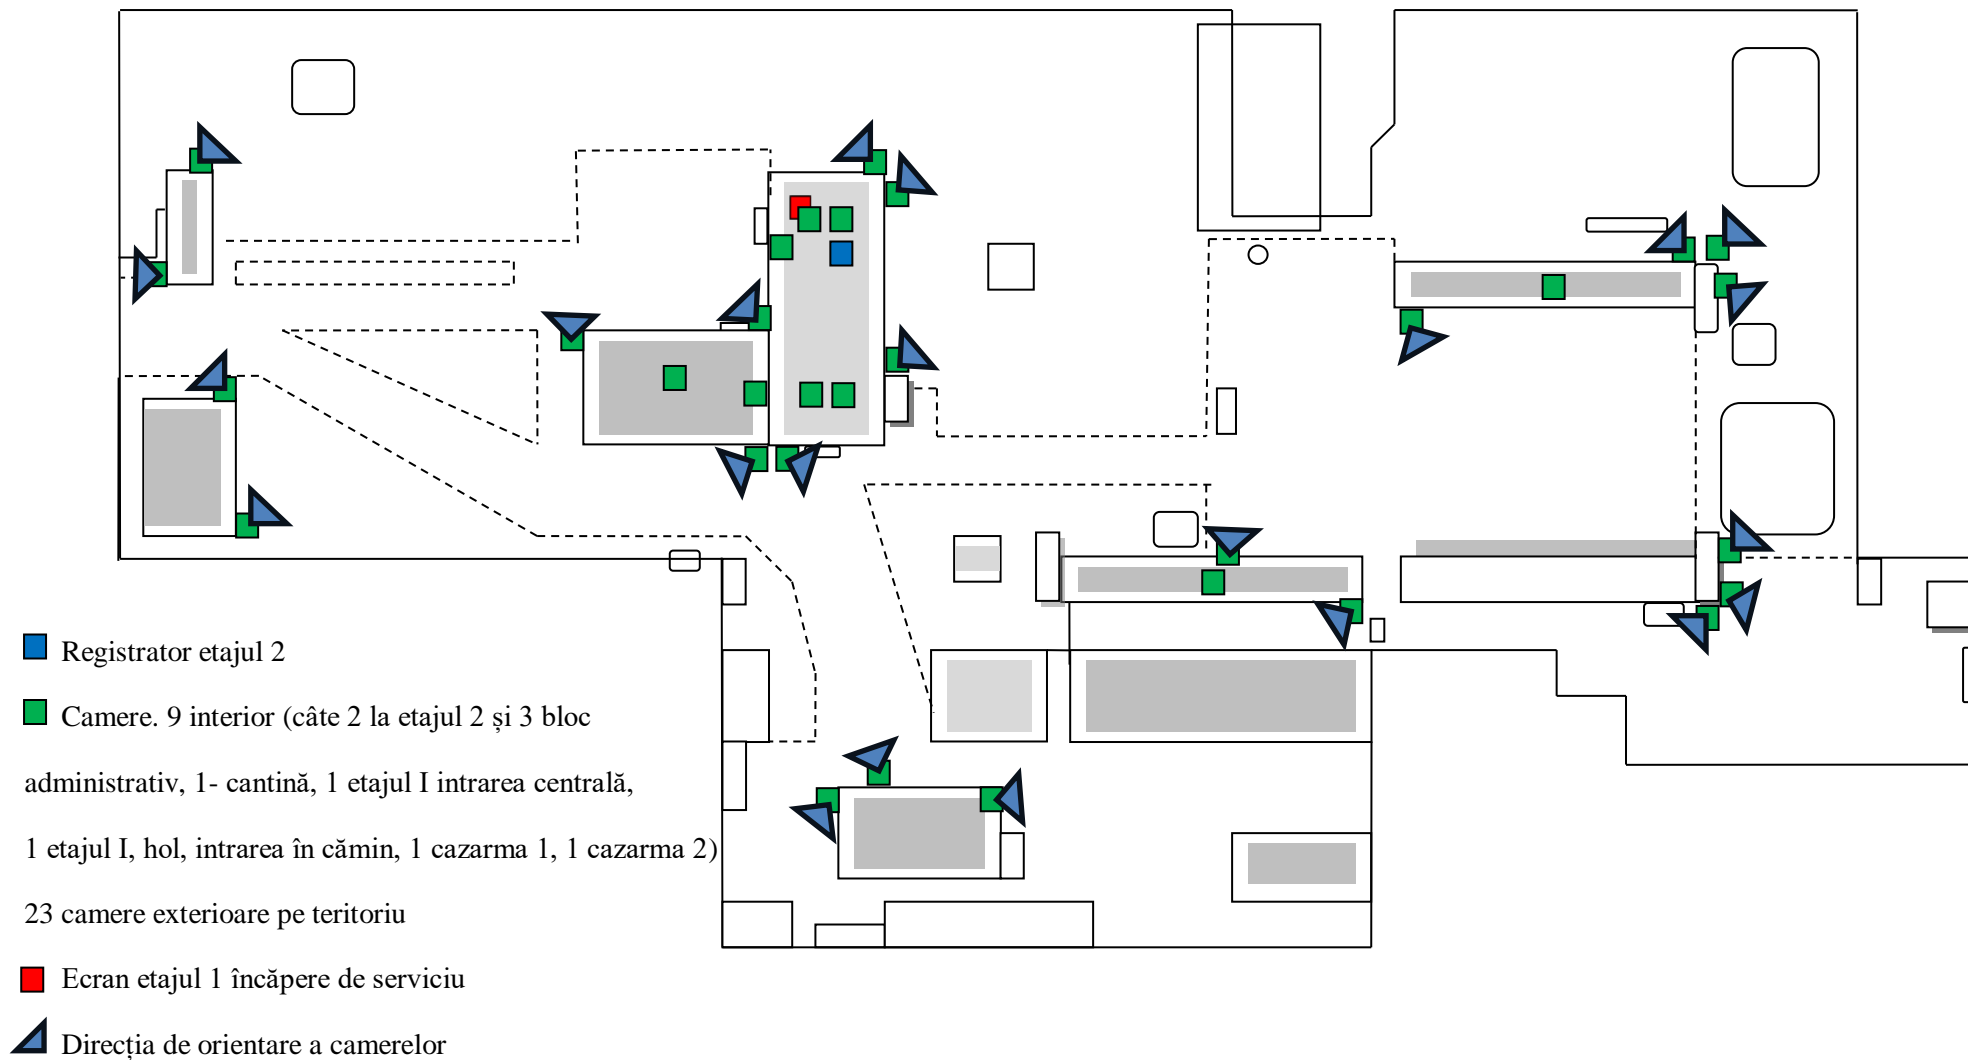 Registrator etajul 2
Camere. 9 interior (câte 2 la etajul 2 și 3 bloc
administrativ, 1- cantină, 1 etajul I intrarea centrală,
1 etajul I, hol, intrarea în cămin, 1 cazarma 1, 1 cazarma 2)
23 camere exterioare pe teritoriu
Ecran etajul 1 încăpere de serviciu
Direcția de orientare a camerelor